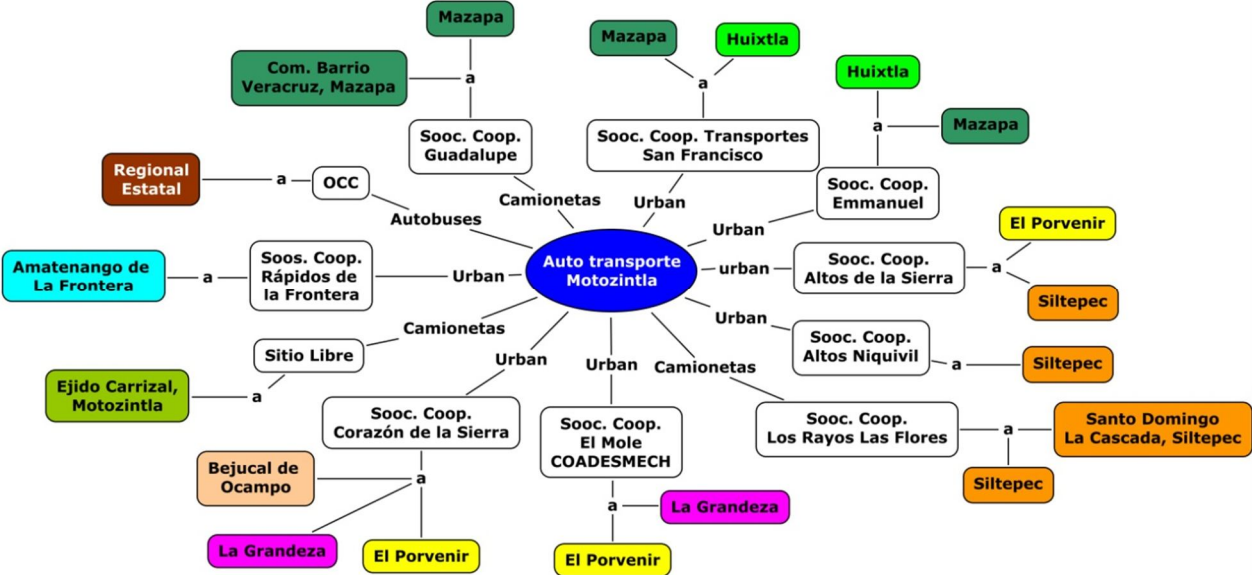 Mazapa
Mazapa
Huixtla
Com. Barrio
Veracruz, Mazapa
a
a
Huixtla
Sooc. Coop.
Guadalupe
Sooc. Coop. Transportes
San Francisco
a
Mazapa
Regional
Estatal
a
OCC
Camionetas
Urban
Sooc. Coop.
Emmanuel
Autobuses
Urban
El Porvenir
Amatenango de
La Frontera
a
Soos. Coop.
Rápidos de
la Frontera
Urban
Auto transporte
Motozintla
urban
Sooc. Coop.
Altos de la Sierra
a
Siltepec
Camionetas
Urban
Sitio Libre
Urban
Urban
Camionetas
Sooc. Coop.
Altos Niquivil
a
Siltepec
Ejido Carrizal,
Motozintla
a
Sooc. Coop.
Corazón de la Sierra
Sooc. Coop.
El Mole
COADESMECH
Sooc. Coop.
Los Rayos Las Flores
a
Santo Domingo
La Cascada, Siltepec
Bejucal de
Ocampo
a
Siltepec
a
La Grandeza
La Grandeza
El Porvenir
El Porvenir